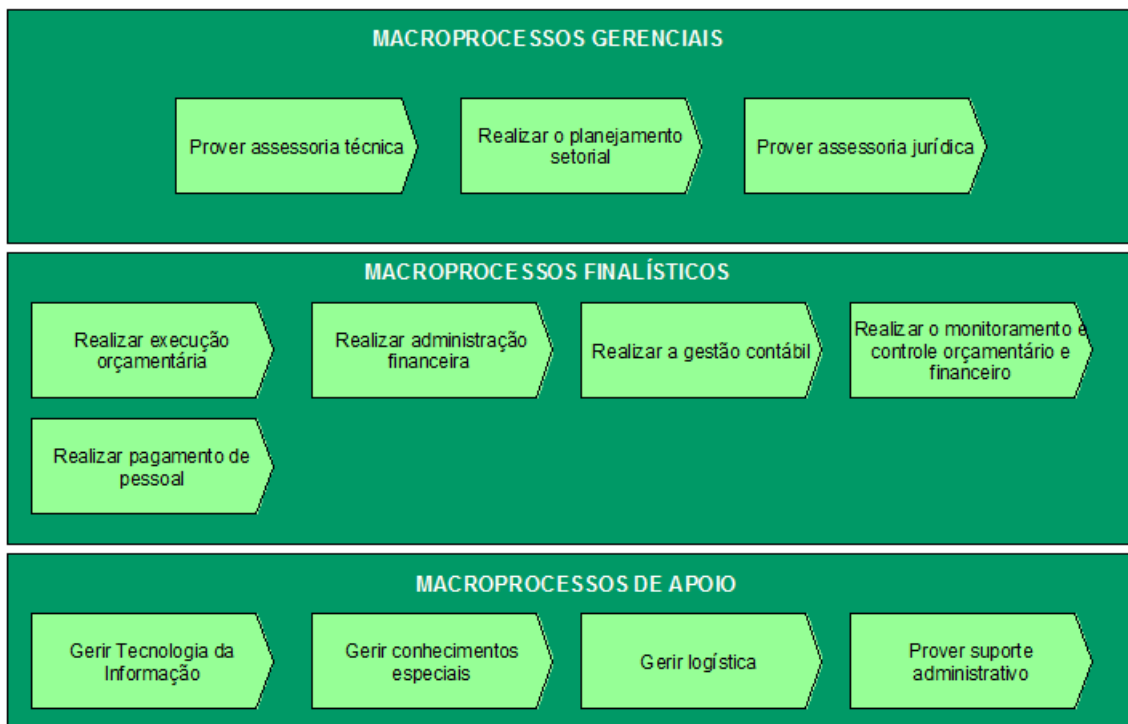 MACROPROCESSOS GERENCIAIS
Prover assessoria técnica
Realizar o planejamento
setorial
Prover assessoria jurídica
MACROPROCESSOS FINALÍSTICOS
Realizar execução
orçamentária
Realizar administração
financeira
Realizar a gestão contábil
Realizar o monitoramento e
controle orçamentário e
financeiro
Realizar pagamento de
pessoal
MACROPROCESSOS DE APOIO
Gerir Tecnologia da
Informação
Gerir conhecimentos
especiais
Gerir logística
Prover suporte
administrativo